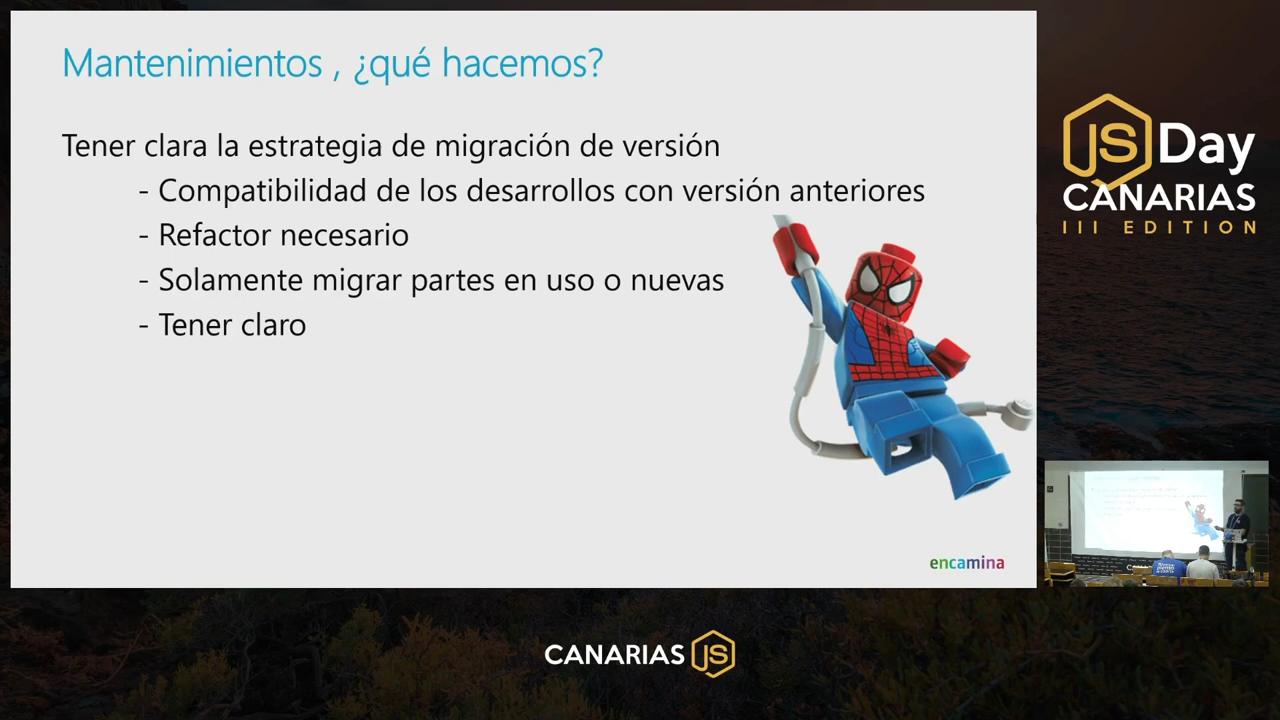 Mantenimientos , ¿qué hacemos?
Tener clara la estrategia de migración de versión
- Compatibilidad de los desarrollos con versión anteriores
- Refactor necesario
- Solamente migrar partes en uso o nuevas
- Tener claro
encamina
JS Day
CANARIAS
III EDITION
CANARIAS JS